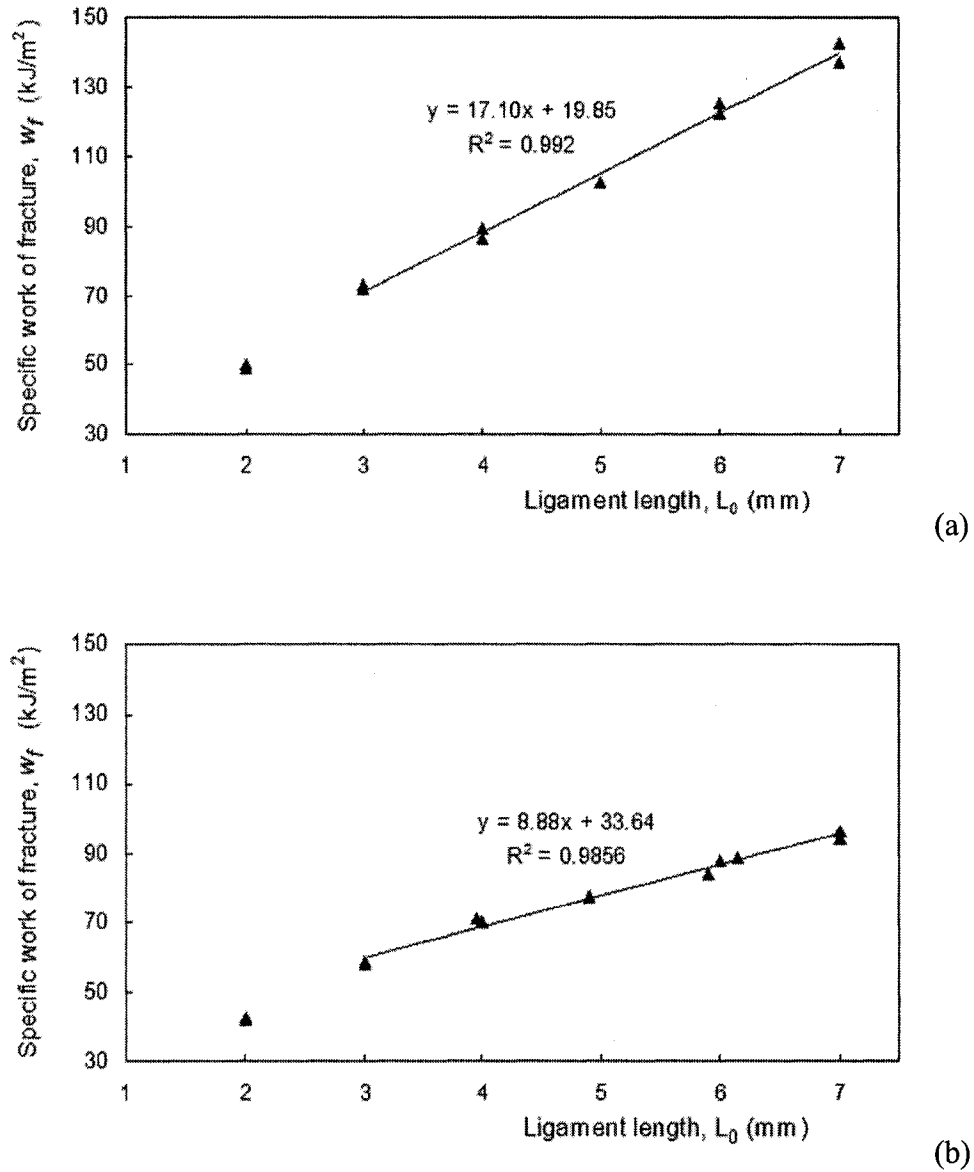 150
130
110
90
70
50
30
Specific work of fracture, wf (kJ/m²)
y = 17.10x + 19.85
R² = 0.992
1 2 3 4 5 6 7
Ligament length, L₀ (mm)
(a)
150
130
110
90
70
50
30
Specific work of fracture, wf (kJ/m²)
y = 8.88x + 33.64
R² = 0.9856
1 2 3 4 5 6 7
Ligament length, L₀ (mm)
(b)